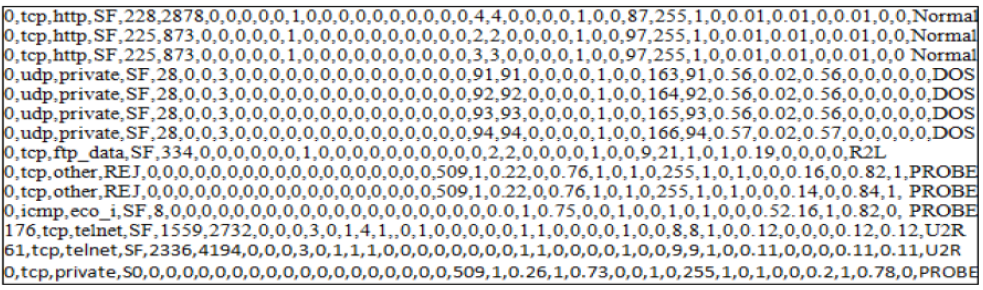 0,tcp,http,SF,228,2878,0,0,0,0,0,1,0,0,0,0,0,0,0,0,0,0,4,4,0,0,0,0,1,0,0,87,255,1,0,0.01,0.01,0,0.01,0,0,Normal
0,tcp,http,SF,225,873,0,0,0,0,0,1,0,0,0,0,0,0,0,0,0,0,2,2,0,0,0,0,1,0,0,97,255,1,0,0.01,0.01,0,0.01,0,0,Normal
0,tcp,http,SF,225,873,0,0,0,0,0,1,0,0,0,0,0,0,0,0,0,0,3,3,0,0,0,0,1,0,0,97,255,1,0,0.01,0.01,0,0.01,0,0 Normal
0,udp,private,SF,28,0,0,3,0,0,0,0,0,0,0,0,0,0,0,0,0,0,91,91,0,0,0,0,1,0,0,163,91,0.56,0.02,0.56,0,0,0,0,0,DOS
0,udp,private,SF,28,0,0,3,0,0,0,0,0,0,0,0,0,0,0,0,0,0,92,92,0,0,0,0,1,0,0,164,92,0.56,0.02,0.56,0,0,0,0,0,DOS
0,udp,private,SF,28,0,0,3,0,0,0,0,0,0,0,0,0,0,0,0,0,0,93,93,0,0,0,0,1,0,0,165,93,0.56,0.02,0.56,0,0,0,0,0,DOS
0,udp,private,SF,28,0,0,3,0,0,0,0,0,0,0,0,0,0,0,0,0,0,94,94,0,0,0,0,1,0,0,166,94,0.57,0.02,0.57,0,0,0,0,0,DOS
0,tcp,ftp_data,SF,334,0,0,0,0,0,0,1,0,0,0,0,0,0,0,0,0,0,2,2,0,0,0,0,1,0,0,9,21,1,0,1,0.19,0,0,0,0,R2L
0,tcp,other,REJ,0,0,0,0,0,0,0,0,0,0,0,0,0,0,0,0,0,0,509,1,0.22,0,0.76,1,0,1,0,255,1,0,1,0,0,0.16,0,0.82,1,PROBE
0,tcp,other,REJ,0,0,0,0,0,0,0,0,0,0,0,0,0,0,0,0,0,0,509,1,0.22,0,0.76,1,0,1,0,255,1,0,1,0,0,0.14,0,0.84,1, PROBE
0,icmp,eco_i,SF,8,0,0,0,0,0,0,0,0,0,0,0,0,0,0,0,0,0,0,1,0.75,0,0,1,0,0,1,0,1,0,0,0.52.16,1,0.82,0, PROBE
176,tcp,telnet,SF,1559,2732,0,0,0,3,0,1,4,1,,0,1,0,0,0,0,0,1,1,0,0,0,0,1,0,0,8,8,1,0,0.12,0,0,0,0.12,0.12,U2R
61,tcp,telnet,SF,2336,4194,0,0,0,3,0,1,1,1,0,0,0,0,0,0,0,0,1,1,0,0,0,0,1,0,0,9,9,1,0,0.11,0,0,0,0.11,0.11,U2R
0,tcp,private,S0,0,0,0,0,0,0,0,0,0,0,0,0,0,0,0,0,0,0,509,1,0.26,1,0.73,0,0,1,0,255,1,0,1,0,0,0.2,1,0.78,0,PROBE